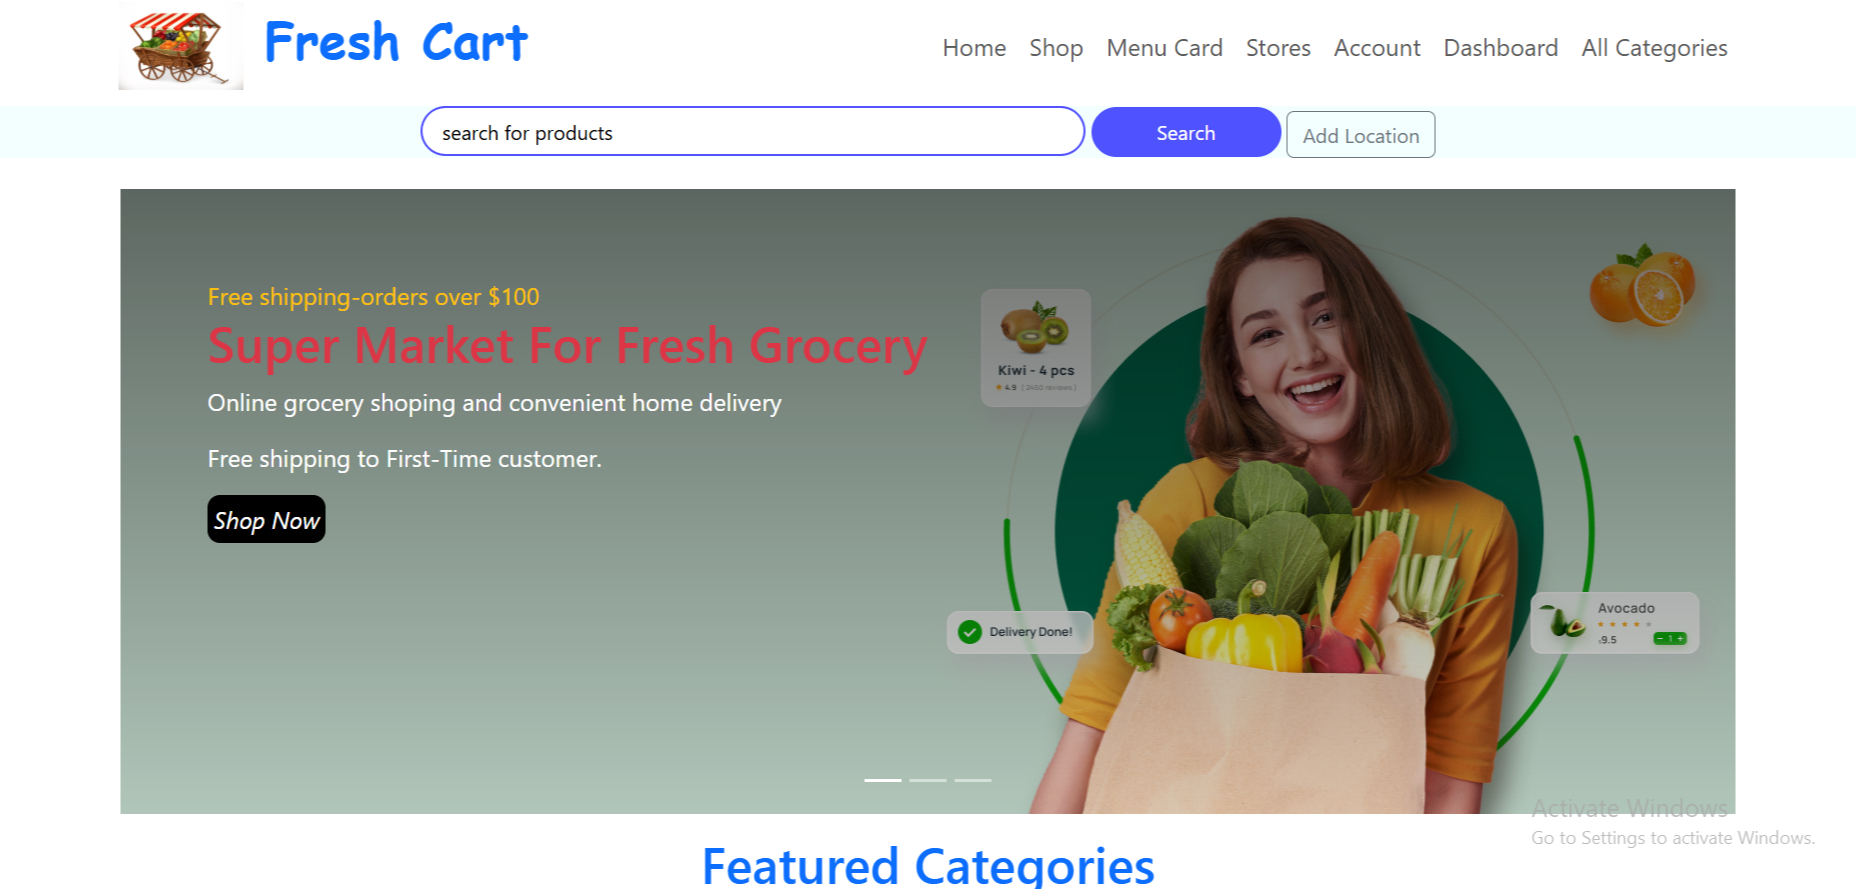 Fresh Cart
Home Shop Menu Card Stores Account Dashboard All Categories
search for products
Search
Add Location
Free shipping-orders over $100
Super Market For Fresh Grocery
Online grocery shoping and convenient home delivery
Free shipping to First-Time customer.
Shop Now
Kiwi - 4 pcs
4.9 ( 2450 reviews )
Delivery Done!
Avocado
9.5
− 1 +
Activate Windows
Go to Settings to activate Windows.
Featured Categories